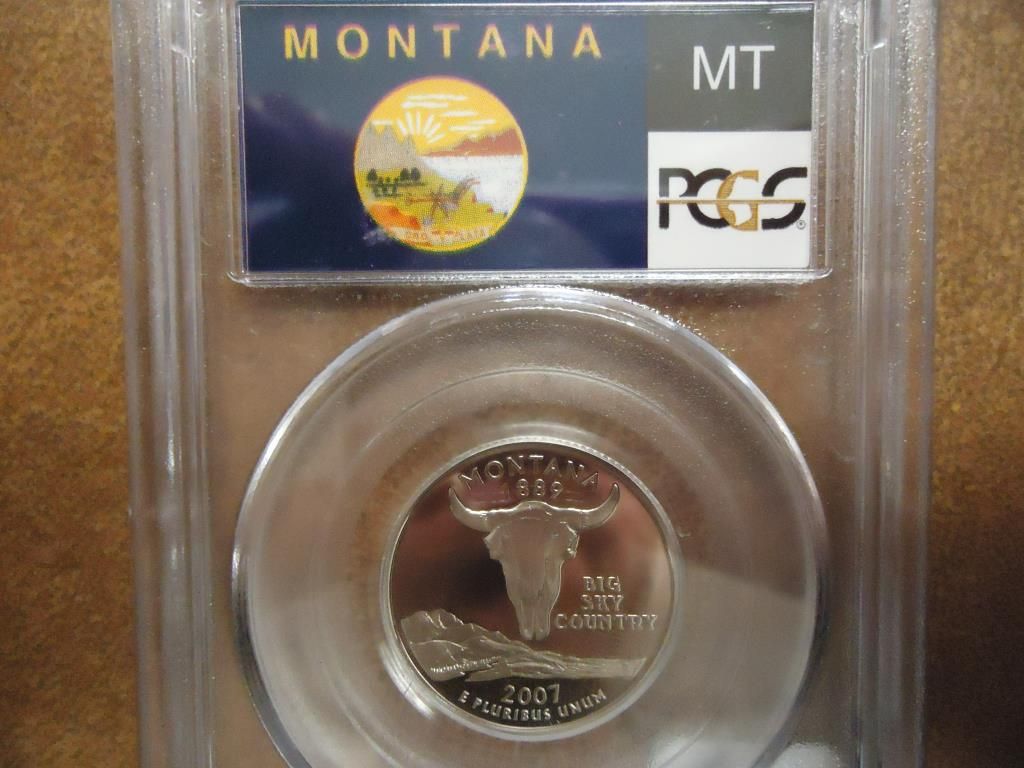 MONTANA
MT
PCGS
MONTANA
1889
BIG
SKY
COUNTRY
2007
E PLURIBUS UNUM